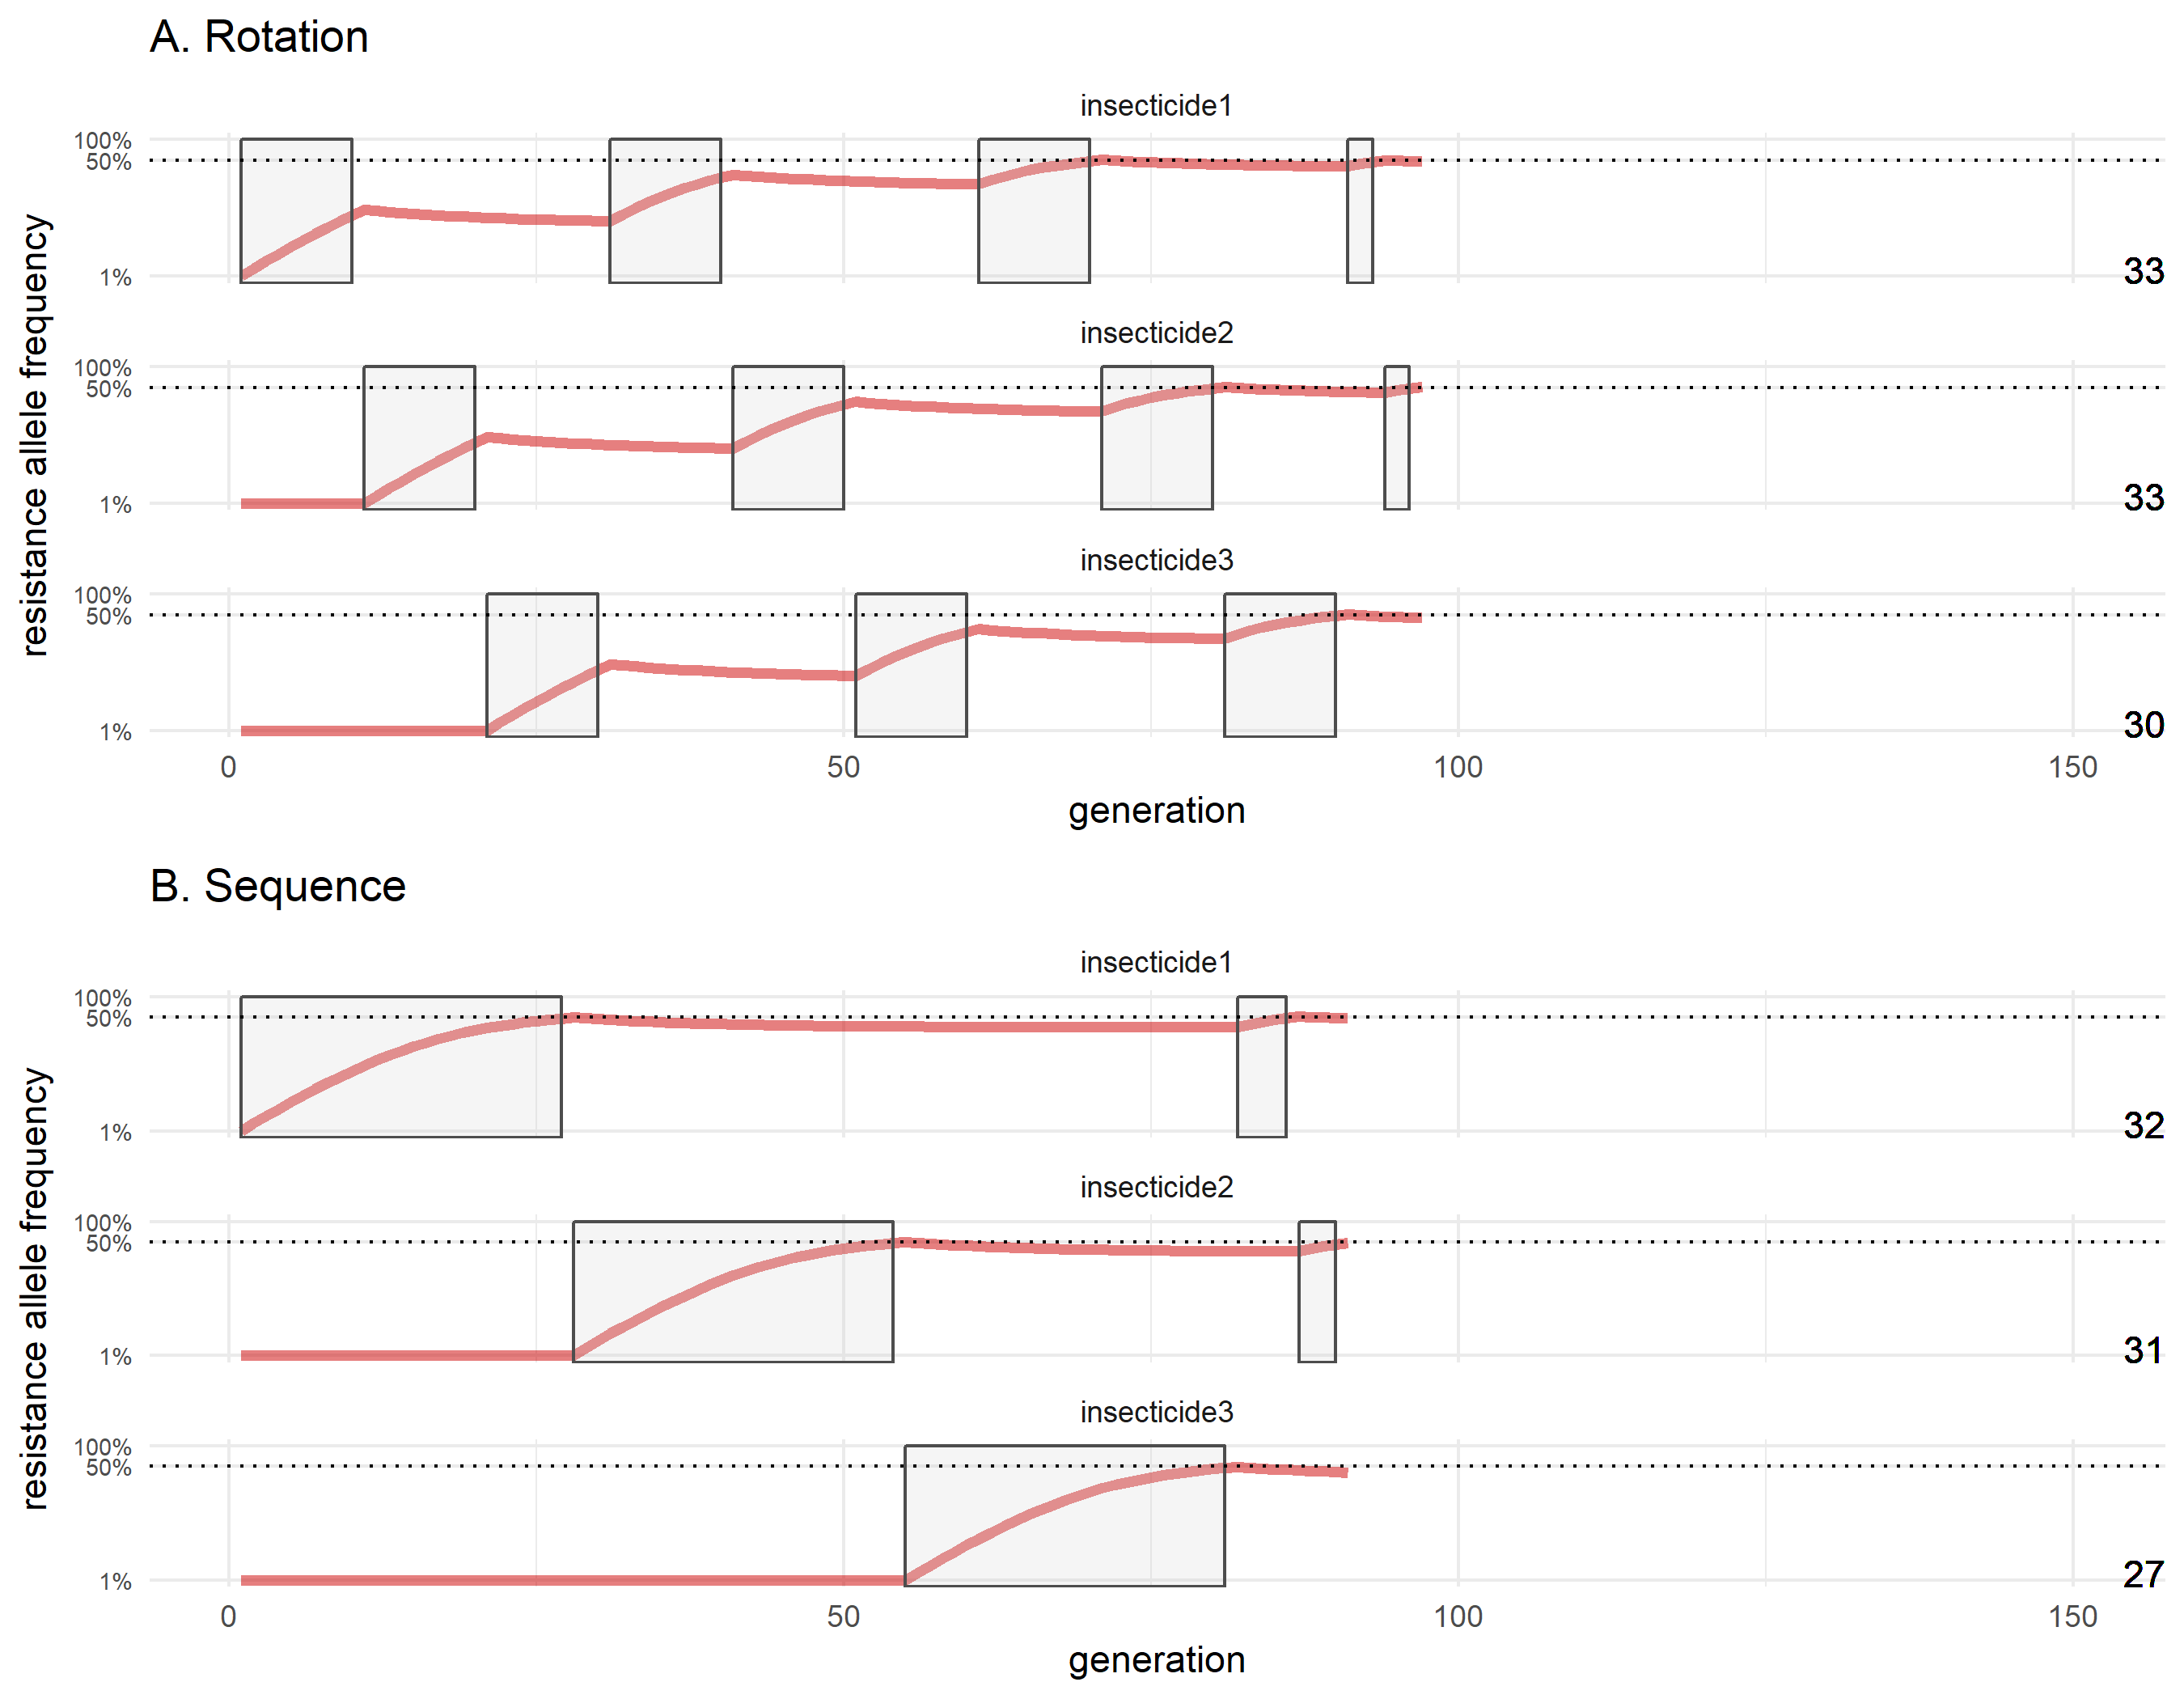 A. Rotation
insecticide1
100%
50%
1%
33
insecticide2
100%
50%
1%
33
insecticide3
100%
50%
1%
30
resistance allele frequency
0 50 100 150
generation
B. Sequence
insecticide1
100%
50%
1%
32
insecticide2
100%
50%
1%
31
insecticide3
100%
50%
1%
27
resistance allele frequency
0 50 100 150
generation